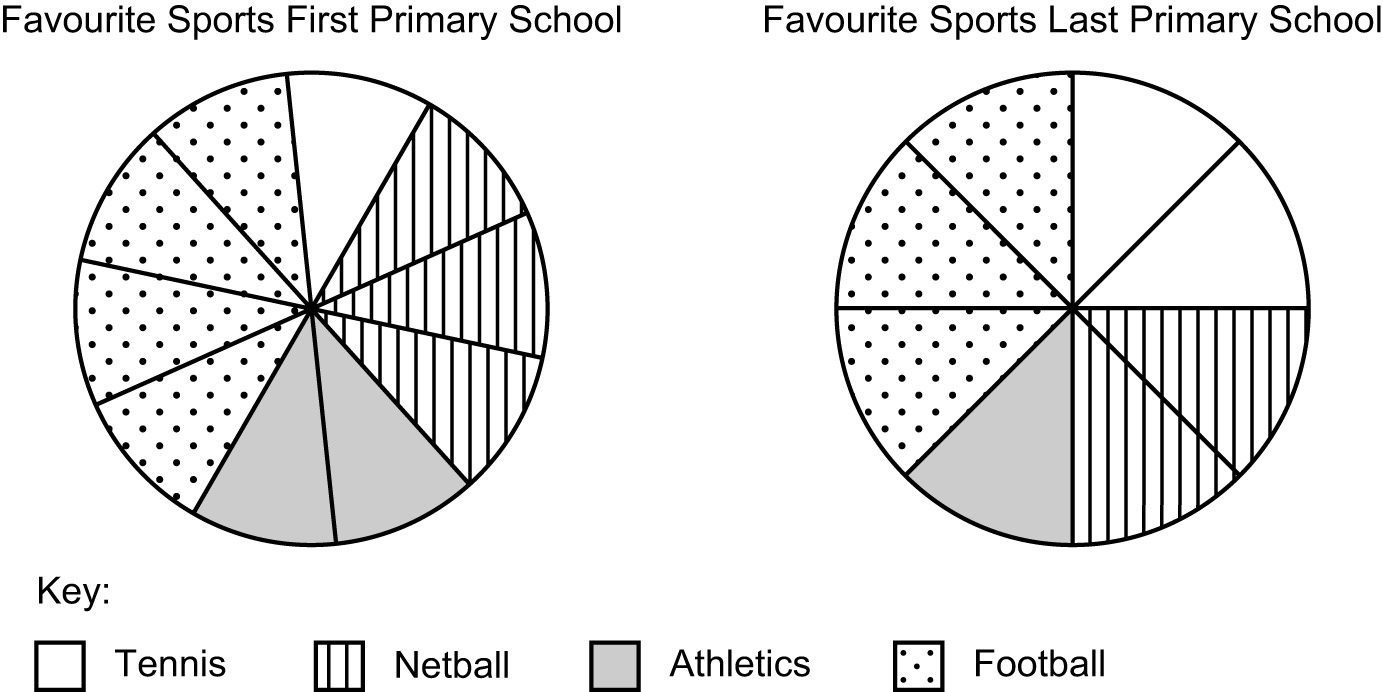 Favourite Sports First Primary School
Favourite Sports Last Primary School
Key:
Tennis
Netball
Athletics
Football